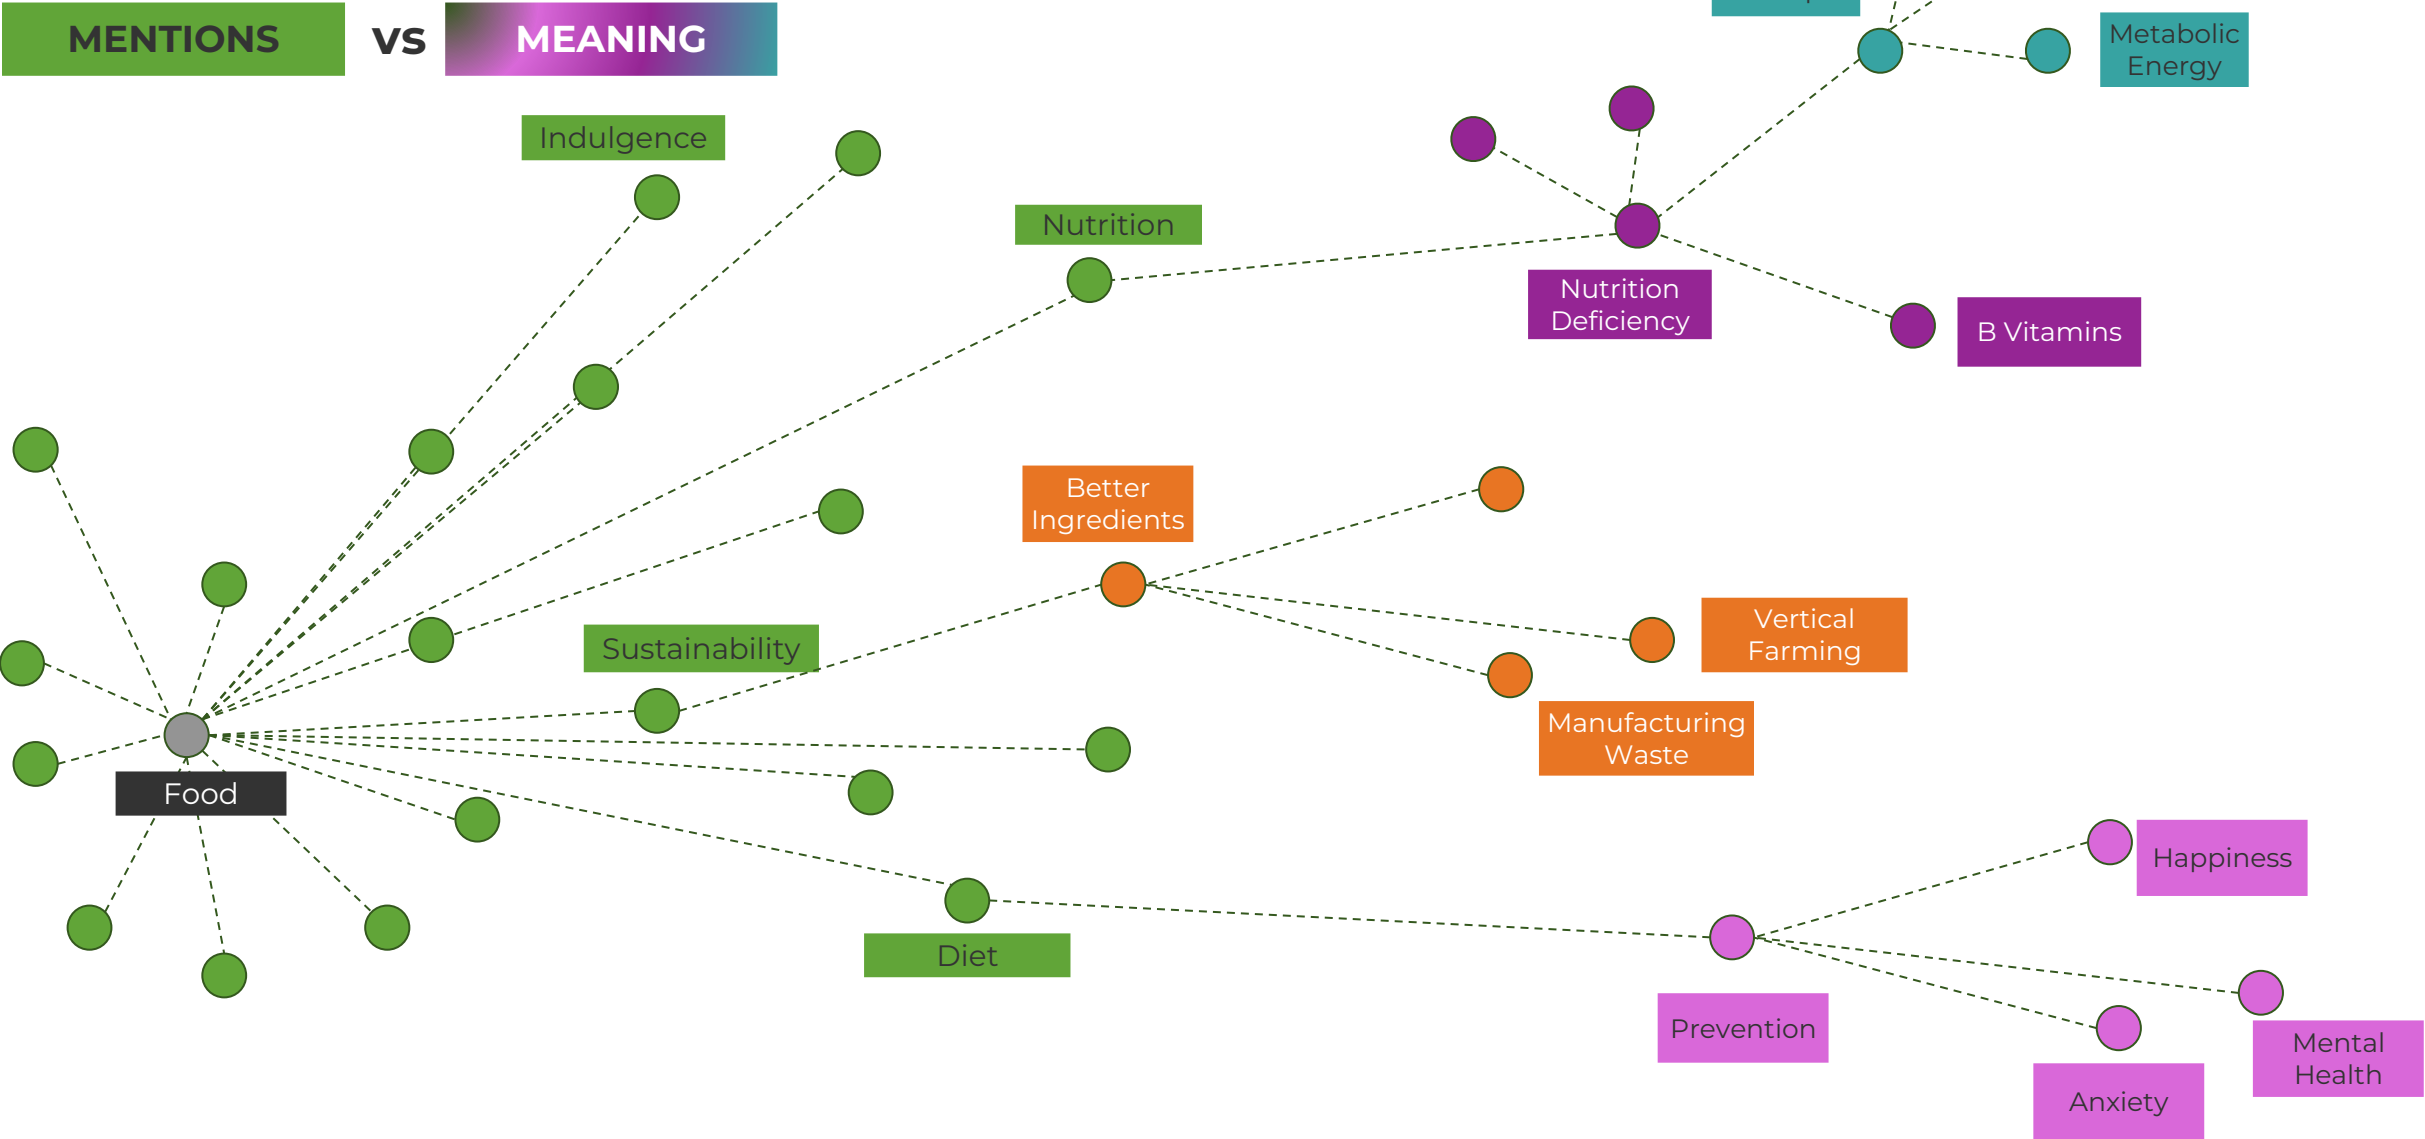 MENTIONS
vs
MEANING
Metabolic
Energy
Indulgence
Nutrition
Nutrition
Deficiency
B Vitamins
Better
Ingredients
Vertical
Farming
Sustainability
Manufacturing
Waste
Food
Happiness
Diet
Prevention
Mental
Health
Anxiety